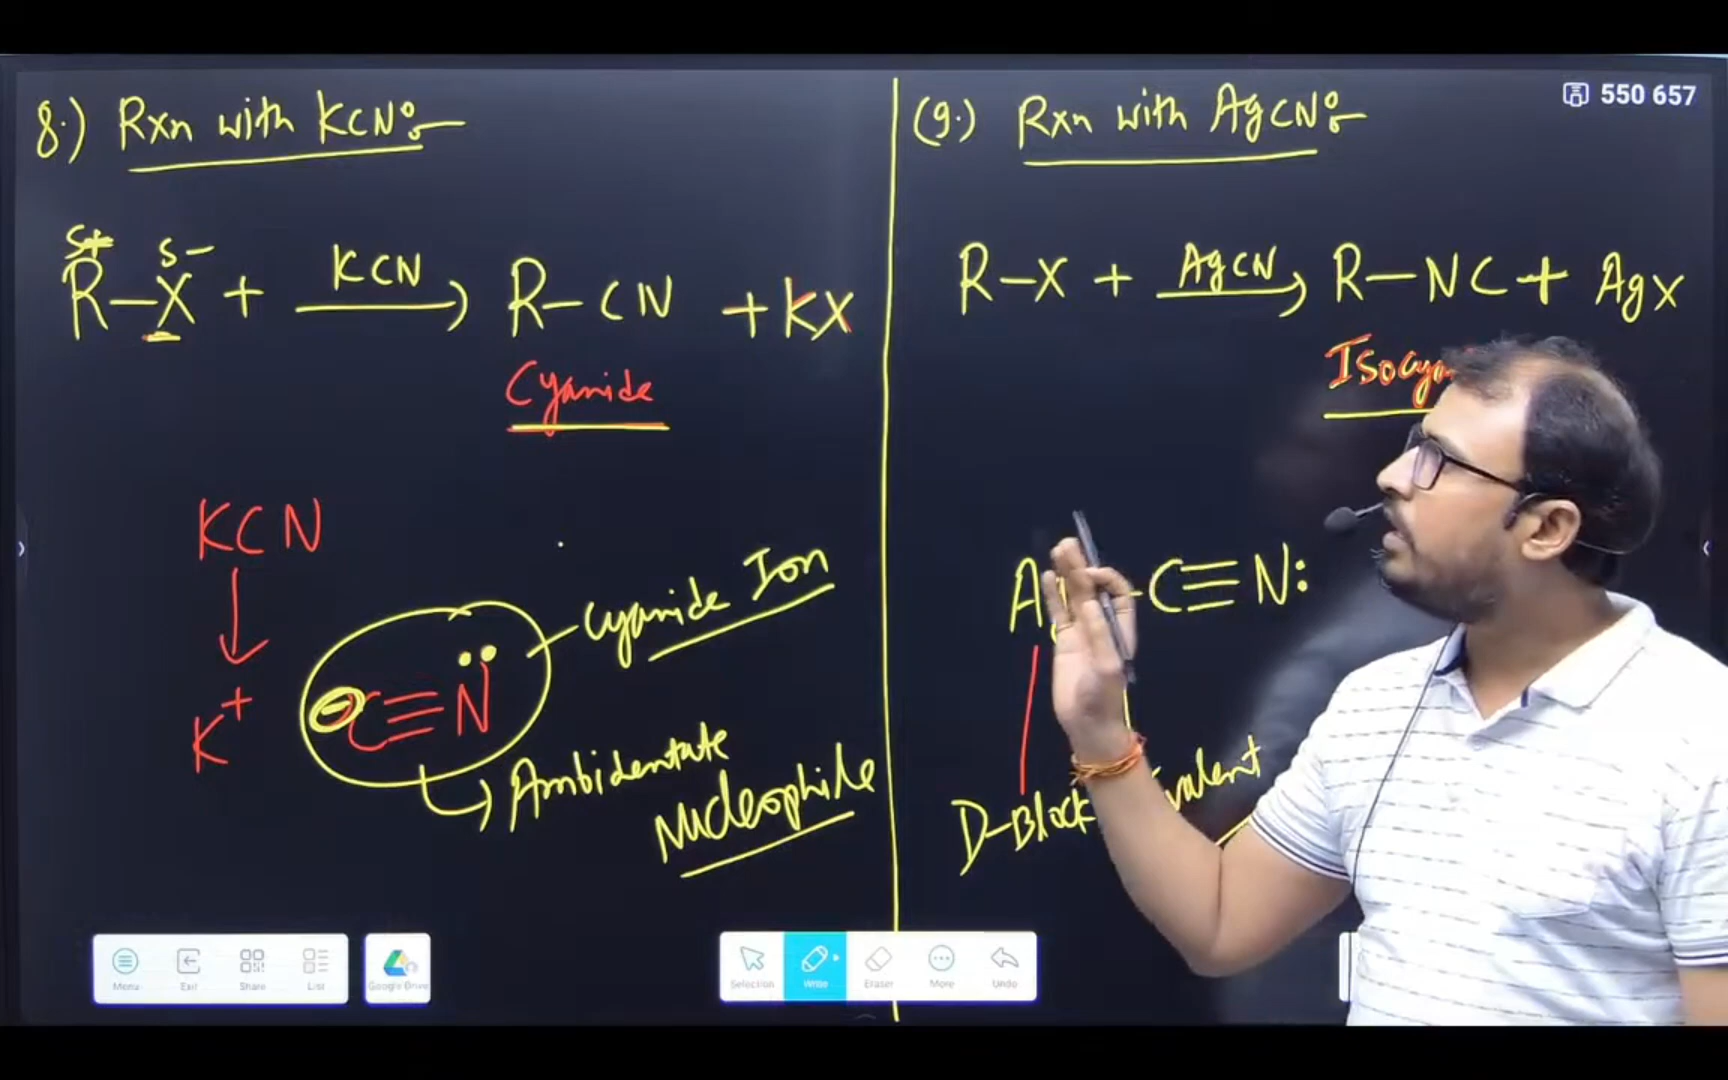 550 657
8.) Rxn with KCN:-
R-X + KCN → R-CN + KX
δ+ δ-
Cyanide
KCN
K+
⊖C≡N:
Cyanide Ion
Ambidentate
Nucleophile
(9.) Rxn with AgCN:-
R-X + AgCN → R-NC + AgX
C≡N:
D-Block
Menu
Exit
Share
List
Google Drive
Selection
Write
Eraser
More
Undo